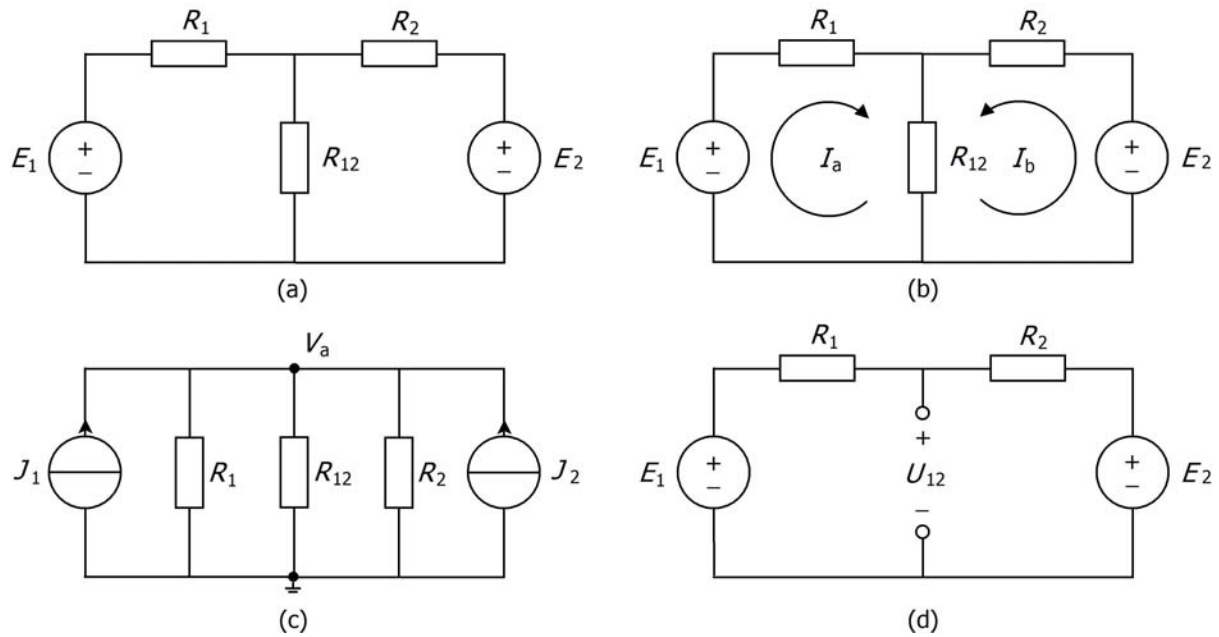 R1 R2
E1 + − R12 + − E2
(a)
R1 R2
E1 + − Ia R12 Ib + − E2
(b)
Va
J1 R1 R12 R2 J2
(c)
R1 R2
E1 + − + U12 − + − E2
(d)